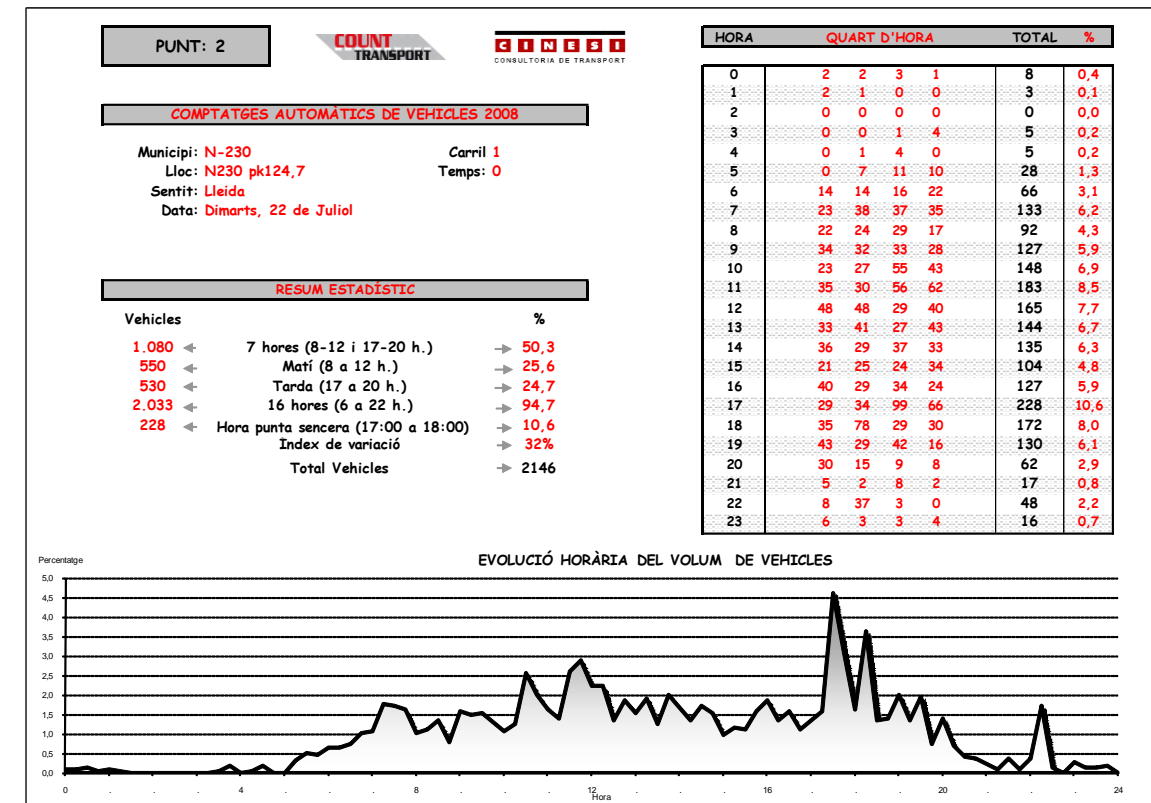 PUNT: 2
COUNT
TRANSPORT
CINESI
CONSULTORIA DE TRANSPORT
COMPTATGES AUTOMÀTICS DE VEHICLES 2008
Municipi: N-230 Carril 1
Lloc: N230 pk124,7 Temps: 0
Sentit: Lleida
Data: Dimarts, 22 de Juliol
RESUM ESTADÍSTIC
Vehicles %
1.080 7 hores (8-12 i 17-20 h.) 50,3
550 Matí (8 a 12 h.) 25,6
530 Tarda (17 a 20 h.) 24,7
2.033 16 hores (6 a 22 h.) 94,7
228 Hora punta sencera (17:00 a 18:00) 10,6
Index de variació 32%
Total Vehicles 2146
HORA QUART D'HORA TOTAL %
0 2 2 3 1 8 0,4
1 2 1 0 0 3 0,1
2 0 0 0 0 0 0,0
3 0 0 1 4 5 0,2
4 0 1 4 0 5 0,2
5 0 7 11 10 28 1,3
6 14 14 16 22 66 3,1
7 23 38 37 35 133 6,2
8 22 24 29 17 92 4,3
9 34 32 33 28 127 5,9
10 23 27 55 43 148 6,9
11 35 30 56 62 183 8,5
12 48 48 29 40 165 7,7
13 33 41 27 43 144 6,7
14 36 29 37 33 135 6,3
15 21 25 24 34 104 4,8
16 40 29 34 24 127 5,9
17 29 34 99 66 228 10,6
18 35 78 29 30 172 8,0
19 43 29 42 16 130 6,1
20 30 15 9 8 62 2,9
21 5 2 8 2 17 0,8
22 8 37 3 0 48 2,2
23 6 3 3 4 16 0,7
EVOLUCIÓ HORÀRIA DEL VOLUM DE VEHICLES
Percentatge
5,0
4,5
4,0
3,5
3,0
2,5
2,0
1,5
1,0
0,5
0,0
0 . . . 4 . . . 8 . . . 12 . . . 16 . . . 20 . . . 24
Hora